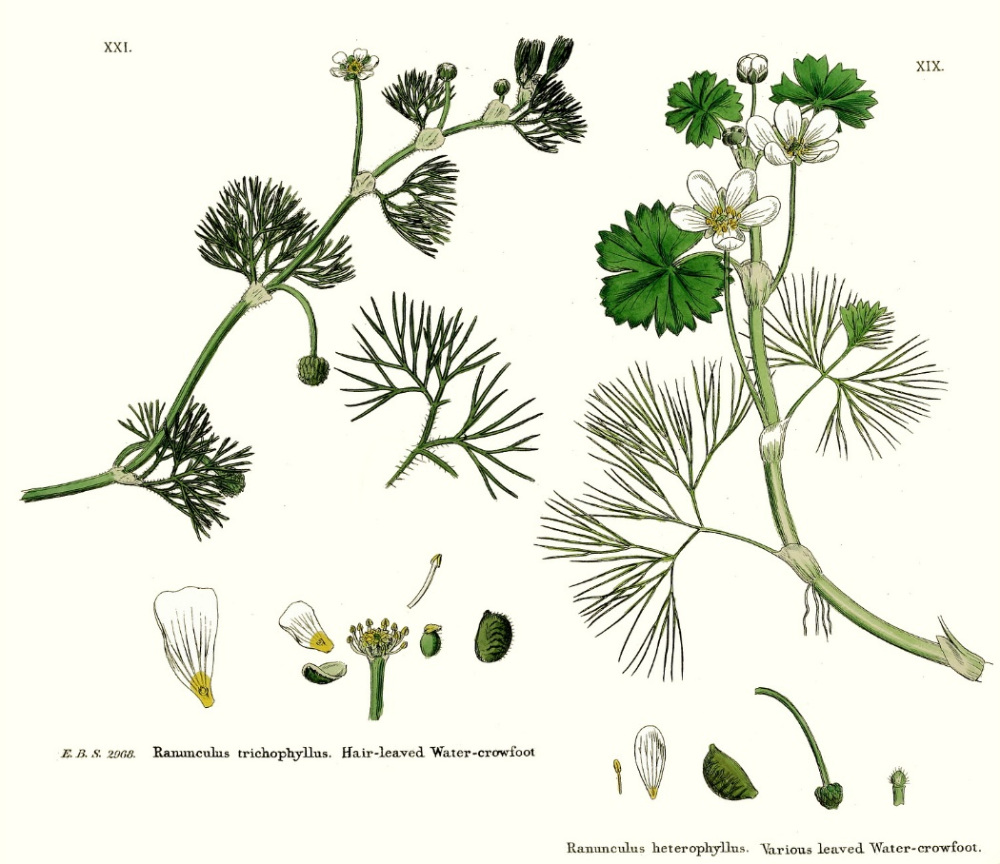 XXI.
XIX.
E. B. S. 2968. Ranunculus trichophyllus. Hair-leaved Water-crowfoot
Ranunculus heterophyllus. Various leaved Water-crowfoot.